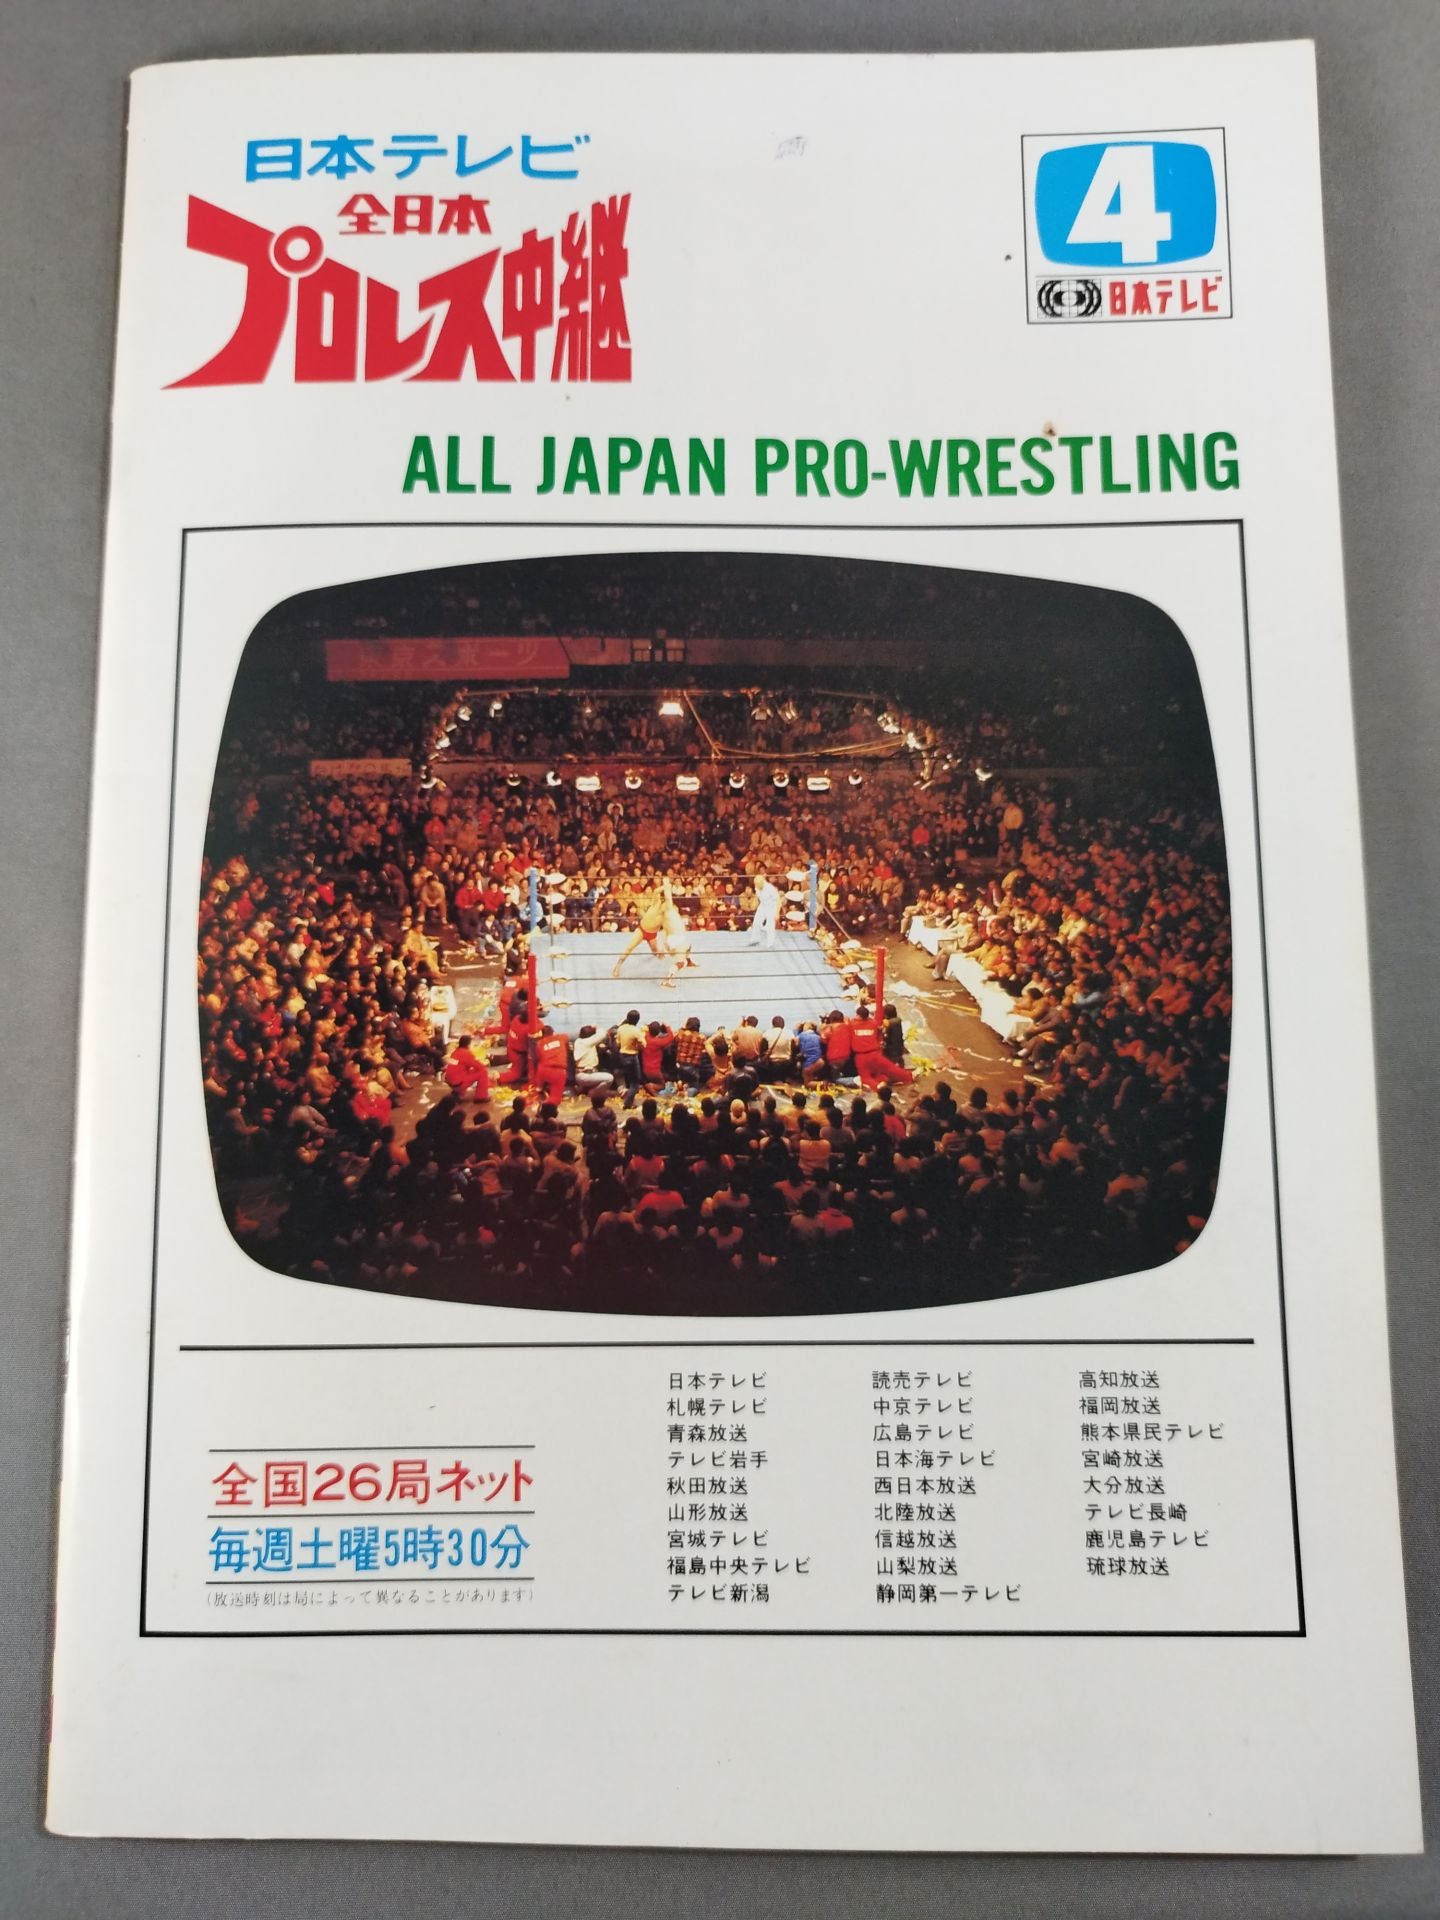 日本テレビ
全日本
プロレス中継
4
日本テレビ
ALL JAPAN PRO-WRESTLING
東京スポーツ
全国26局ネット
毎週土曜5時30分
(放送時刻は局によって異なることがあります)
日本テレビ
札幌テレビ
青森放送
テレビ岩手
秋田放送
山形放送
宮城テレビ
福島中央テレビ
テレビ新潟
読売テレビ
中京テレビ
広島テレビ
日本海テレビ
西日本放送
北陸放送
信越放送
山梨放送
静岡第一テレビ
高知放送
福岡放送
熊本県民テレビ
宮崎放送
大分放送
テレビ長崎
鹿児島テレビ
琉球放送